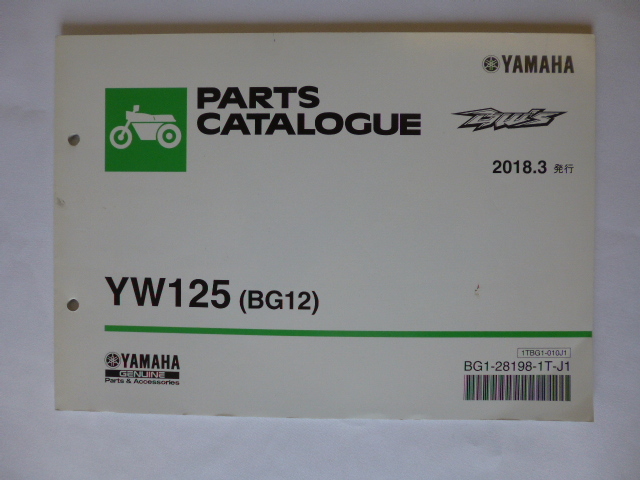 YAMAHA
PARTS
CATALOGUE
BW'S
2018.3 発行
YW125 (BG12)
YAMAHA
GENUINE
Parts & Accessories
1TBG1-010J1
BG1-28198-1T-J1